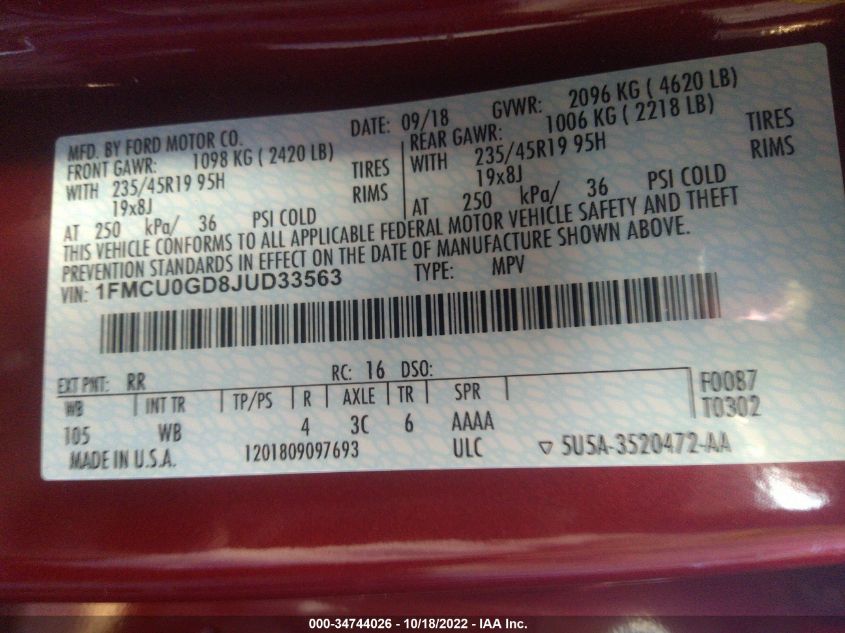 MFD. BY FORD MOTOR CO.
DATE: 09/18 GVWR: 2096 KG ( 4620 LB)
FRONT GAWR: 1098 KG ( 2420 LB)
WITH 235/45R19 95H TIRES
19x8J RIMS
AT 250 kPa/ 36 PSI COLD
REAR GAWR: 1006 KG ( 2218 LB)
WITH 235/45R19 95H TIRES
19x8J RIMS
AT 250 kPa/ 36 PSI COLD
THIS VEHICLE CONFORMS TO ALL APPLICABLE FEDERAL MOTOR VEHICLE SAFETY AND THEFT
PREVENTION STANDARDS IN EFFECT ON THE DATE OF MANUFACTURE SHOWN ABOVE.
VIN: 1FMCU0GD8JUD33563 TYPE: MPV
EXT PNT: RR RC: 16 DSO:
WB INT TR TP/PS R AXLE TR SPR
105 WB 4 3C 6 AAAA
F0087
T0302
MADE IN U.S.A. 1201809097693 ULC ▽ 5U5A-3520472-AA
000-34744026 - 10/18/2022 - IAA Inc.